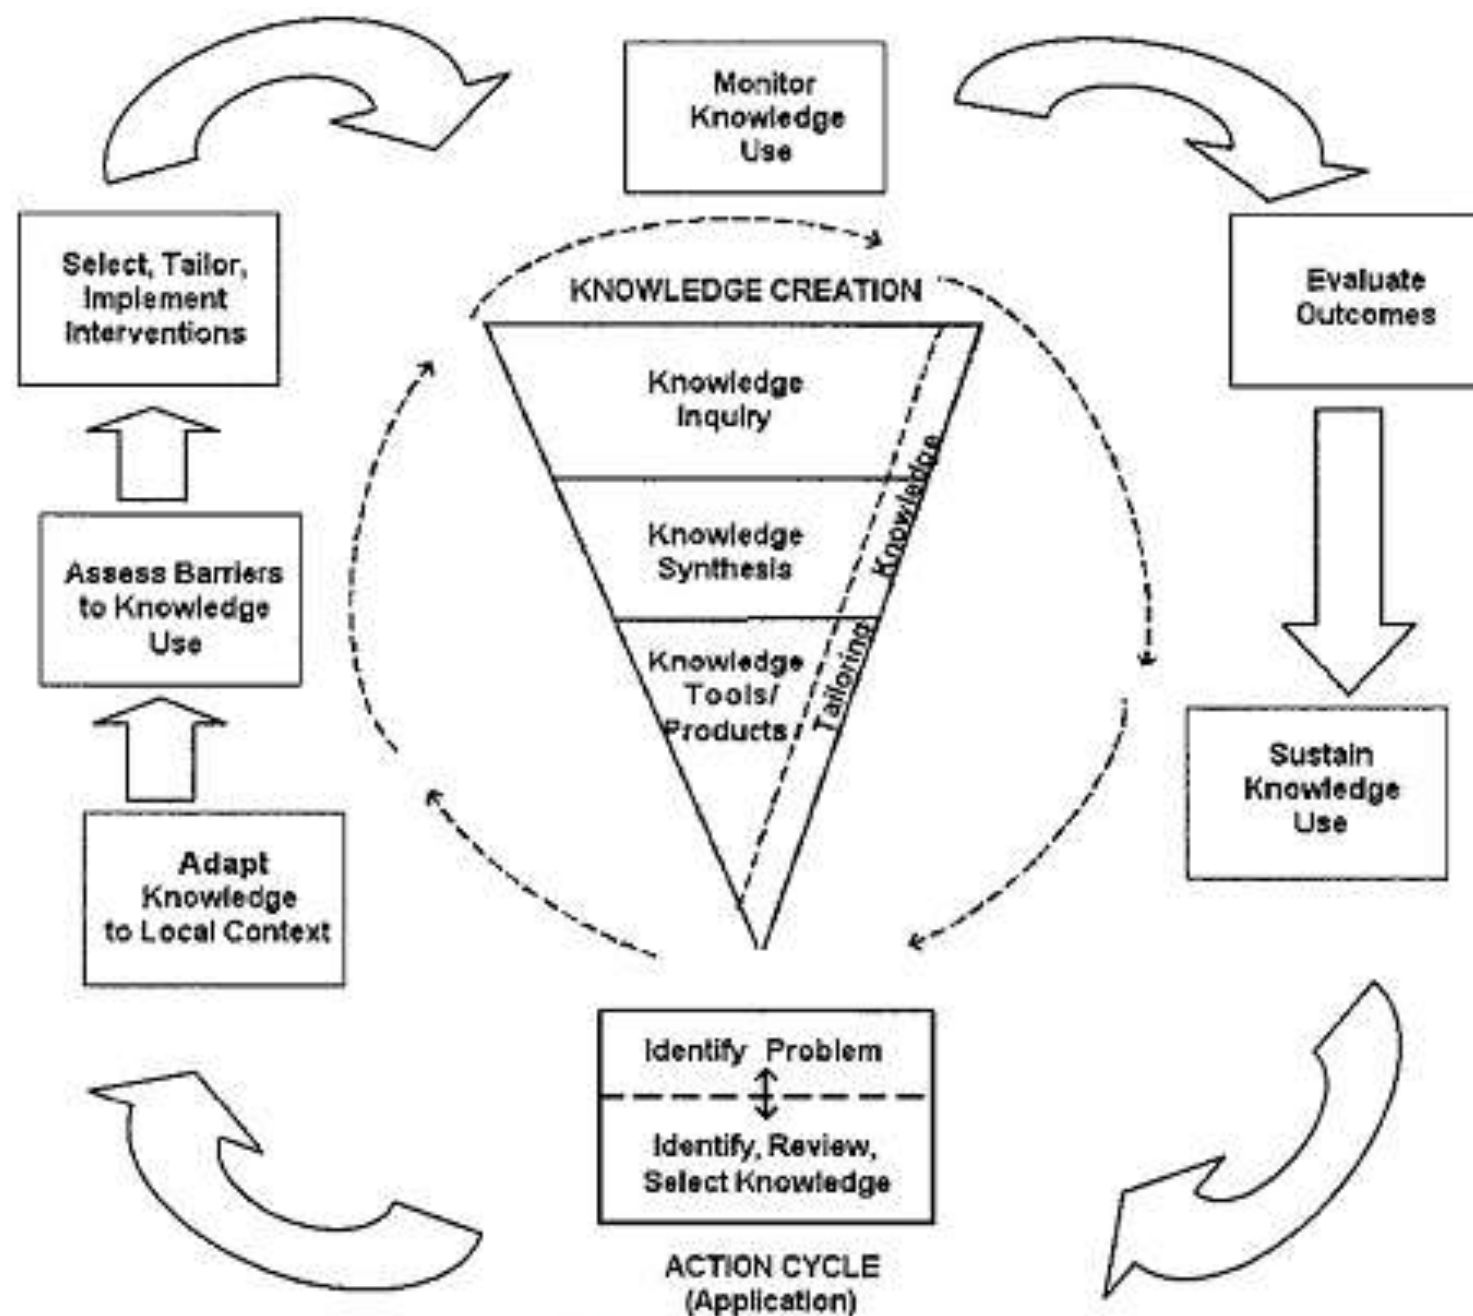 Monitor
Knowledge
Use
Select, Tailor,
Implement
Interventions
Evaluate
Outcomes
KNOWLEDGE CREATION
Knowledge
Inquiry
Knowledge
Synthesis
Knowledge
Tools/
Products
Tailoring
Knowledge
Assess Barriers
to Knowledge
Use
Sustain
Knowledge
Use
Adapt
Knowledge
to Local Context
Identify Problem
Identify, Review,
Select Knowledge
ACTION CYCLE
(Application)